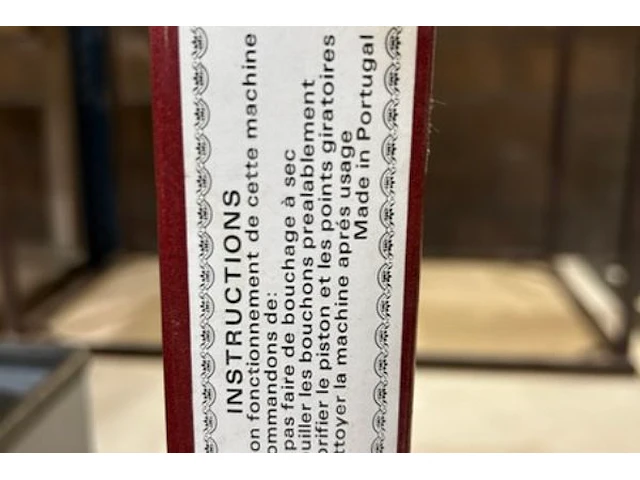 INSTRUCTIONS
on fonctionnement de cette machine
ommandons de:
pas faire de bouchage à sec
uiller les bouchons prealablement
orifier le piston et les points giratoires
ttoyer la machine aprés usage
Made in Portugal